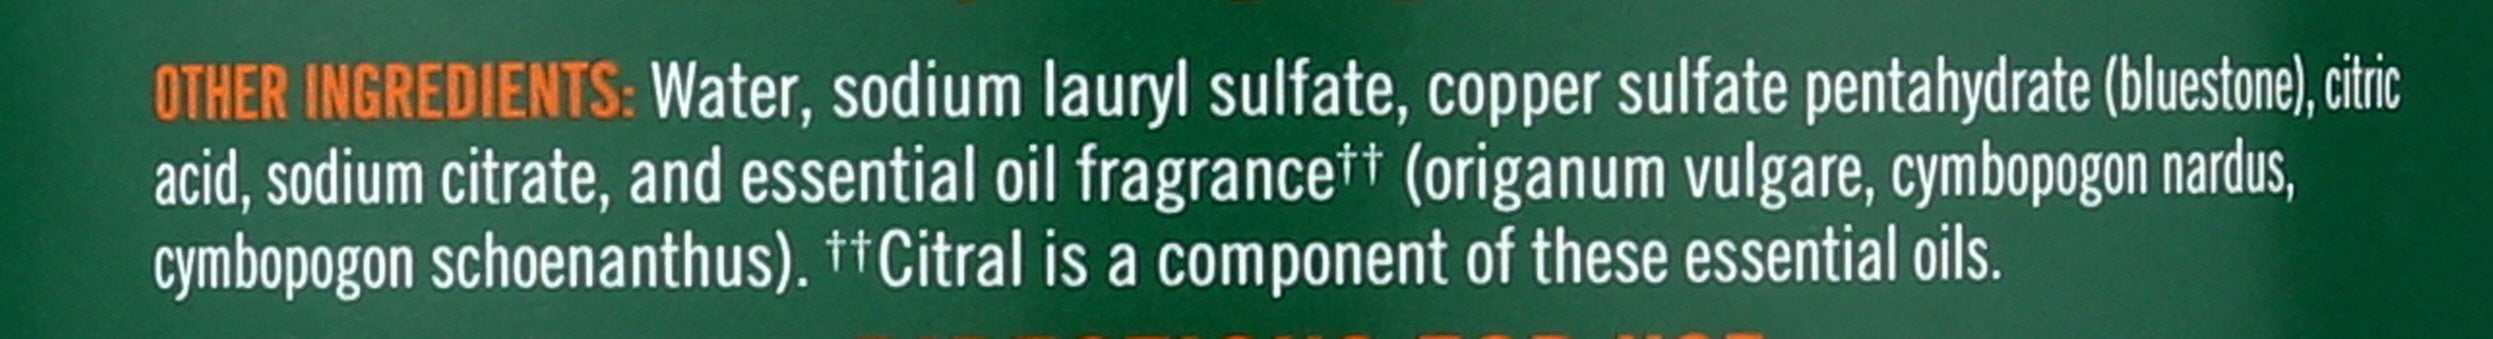 OTHER INGREDIENTS: Water, sodium lauryl sulfate, copper sulfate pentahydrate (bluestone), citric
acid, sodium citrate, and essential oil fragrance†† (origanum vulgare, cymbopogon nardus,
cymbopogon schoenanthus). ††Citral is a component of these essential oils.